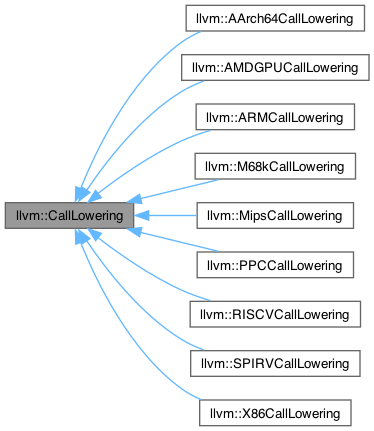 llvm::AArch64CallLowering
llvm::AMDGPUCallLowering
llvm::ARMCallLowering
llvm::M68kCallLowering
llvm::CallLowering
llvm::MipsCallLowering
llvm::PPCCallLowering
llvm::RISCVCallLowering
llvm::SPIRVCallLowering
llvm::X86CallLowering